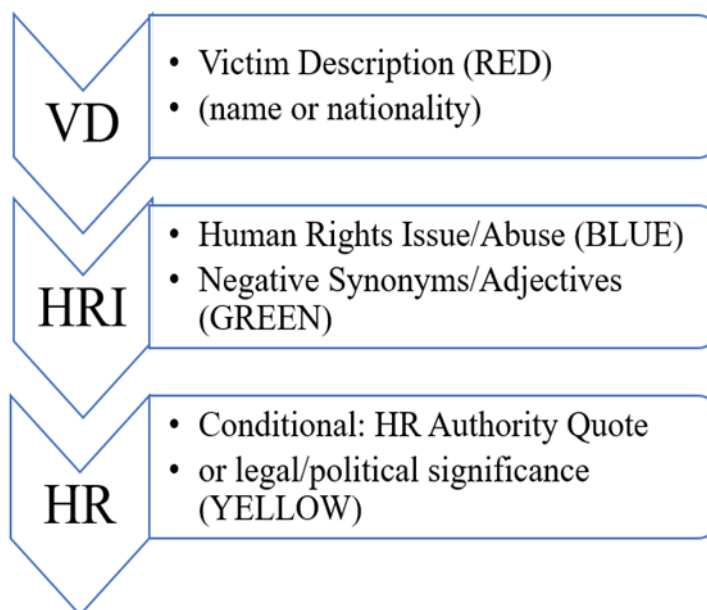 VD
• Victim Description (RED)
• (name or nationality)
HRI
• Human Rights Issue/Abuse (BLUE)
• Negative Synonyms/Adjectives
(GREEN)
HR
• Conditional: HR Authority Quote
• or legal/political significance
(YELLOW)